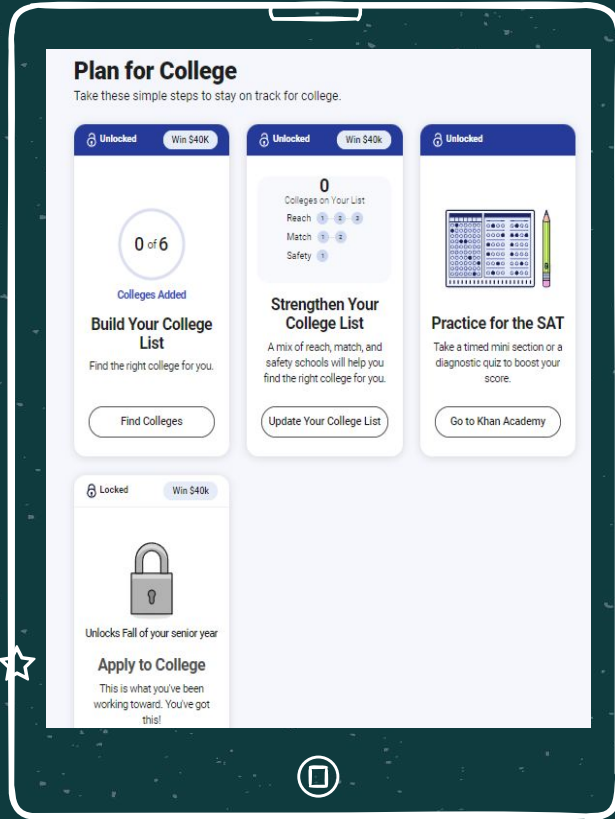 Plan for College
Take these simple steps to stay on track for college.
Unlocked
Win $40K
0 of 6
Colleges Added
Build Your College
List
Find the right college for you.
Find Colleges
Unlocked
Win $40k
0
Colleges on Your List
Reach 1 2 3
Match 1 2
Safety 1
Strengthen Your
College List
A mix of reach, match, and
safety schools will help you
find the right college for you.
Update Your College List
Unlocked
Practice for the SAT
Take a timed mini section or a
diagnostic quiz to boost your
score.
Go to Khan Academy
Locked
Win $40k
Unlocks Fall of your senior year
Apply to College
This is what you've been
working toward. You've got
this!